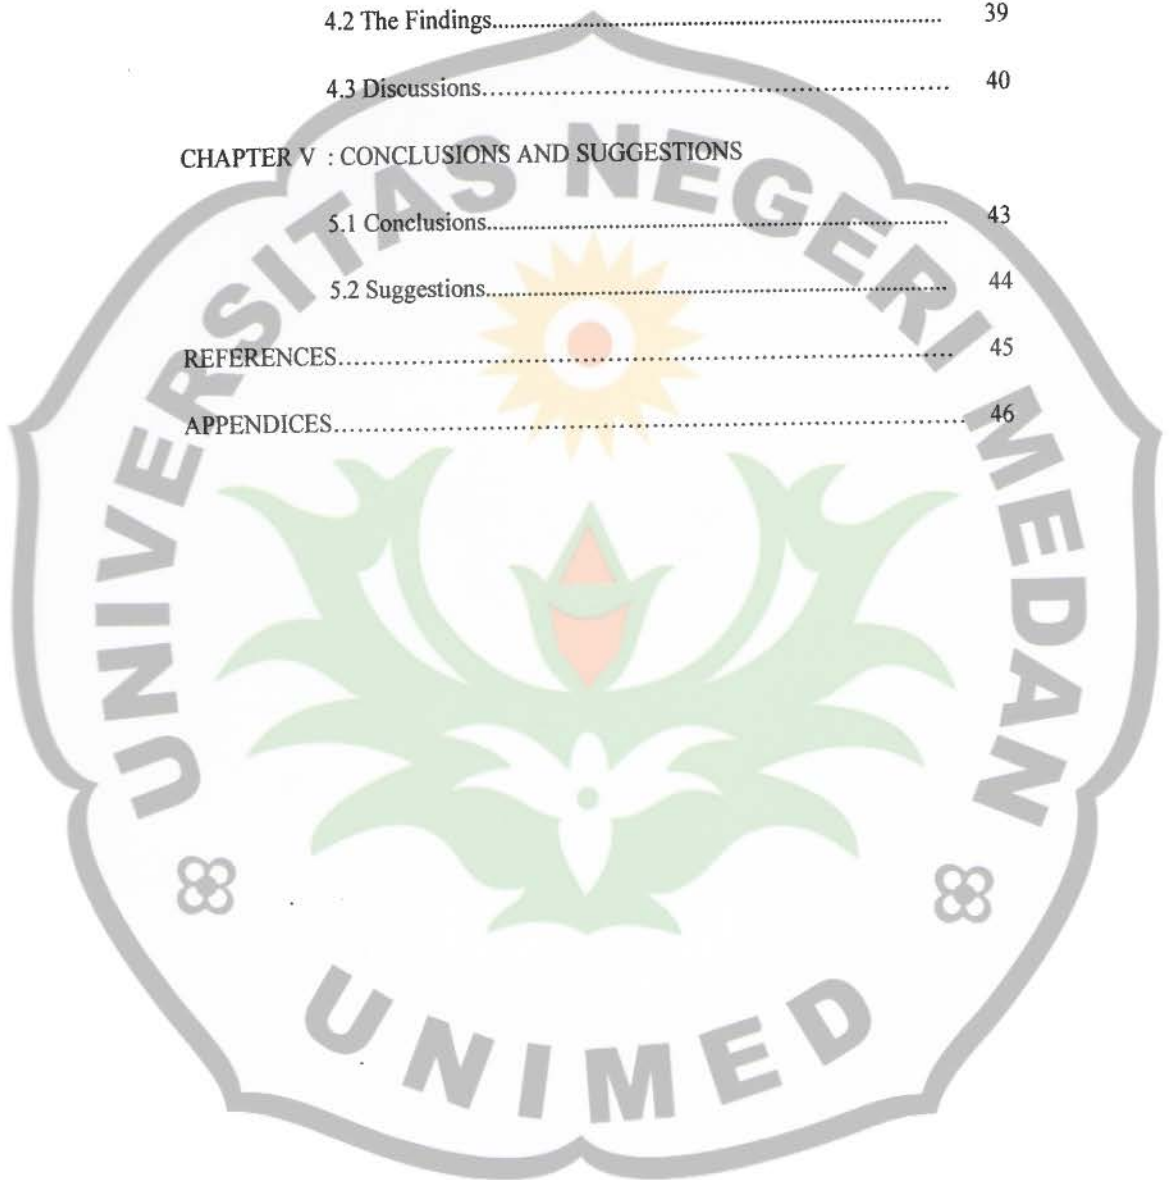 4.2 The Findings.......................................................................... 39
4.3 Discussions........................................................................... 40
CHAPTER V : CONCLUSIONS AND SUGGESTIONS
5.1 Conclusions........................................................................... 43
5.2 Suggestions........................................................................... 44
REFERENCES.................................................................................... 45
APPENDICES..................................................................................... 46
UNIVERSITAS NEGERI MEDAN
UNIMED